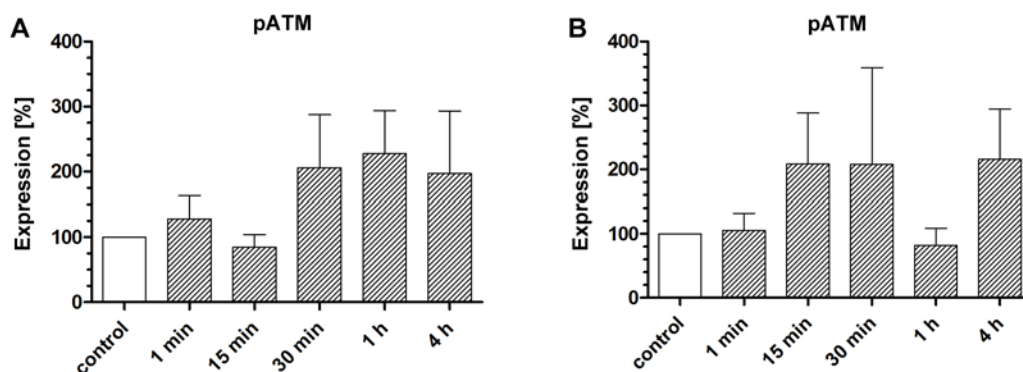 A
pATM
Expression [%]
400
300
200
100
0
control
1 min
15 min
30 min
1 h
4 h
B
pATM
Expression [%]
400
300
200
100
0
control
1 min
15 min
30 min
1 h
4 h